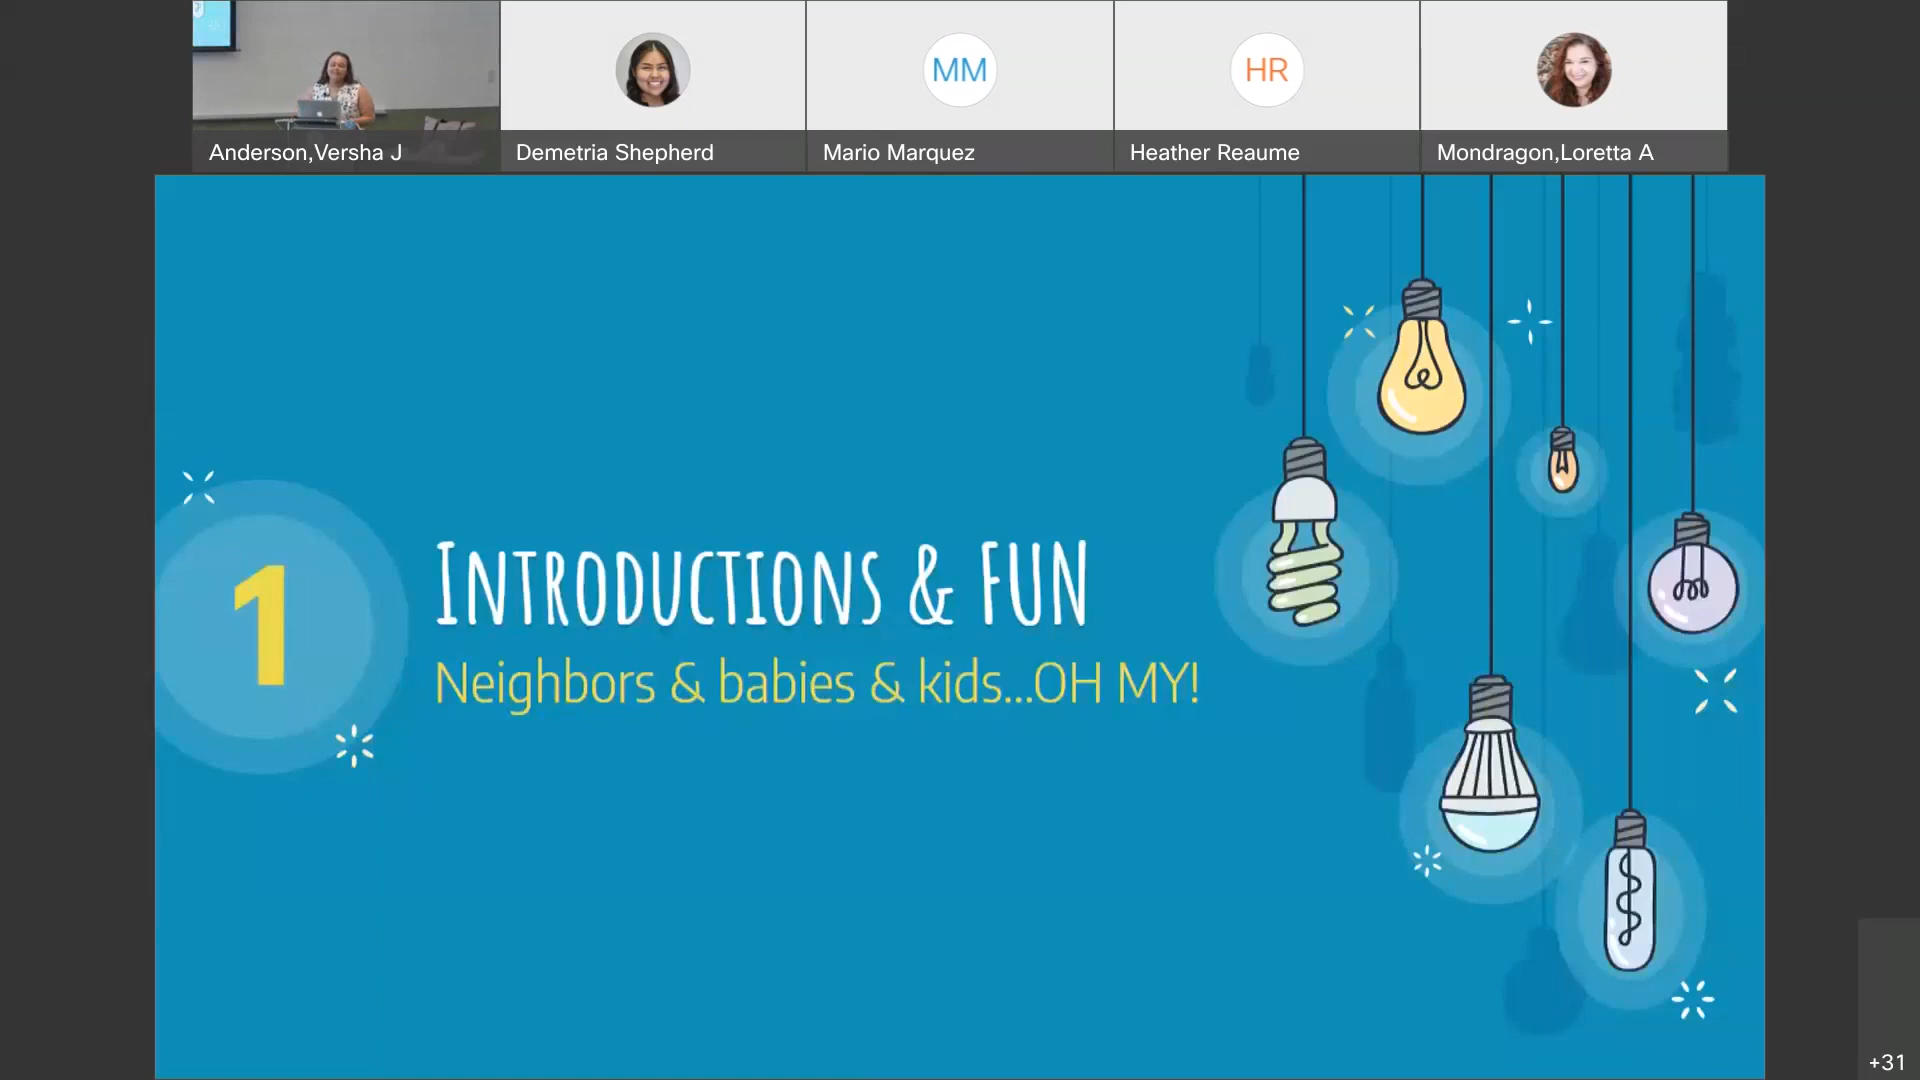 Anderson,Versha J
Demetria Shepherd
MM
Mario Marquez
HR
Heather Reaume
Mondragon,Loretta A
1
INTRODUCTIONS & FUN
Neighbors & babies & kids...OH MY!
+31